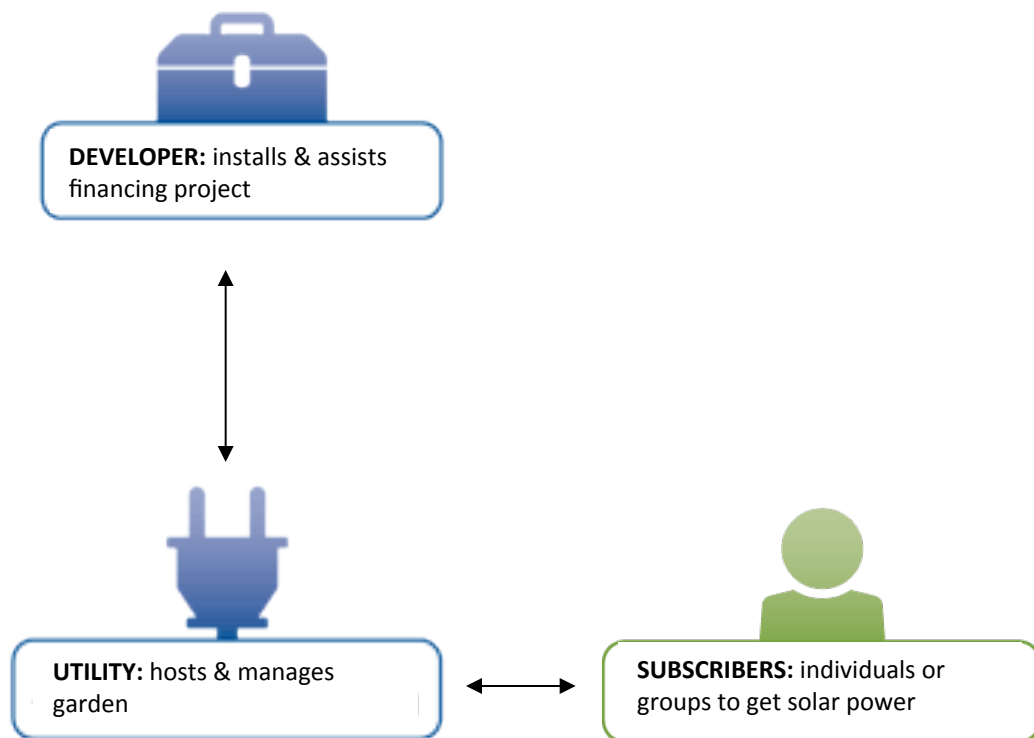 DEVELOPER: installs & assists
financing project
UTILITY: hosts & manages
garden
SUBSCRIBERS: individuals or
groups to get solar power